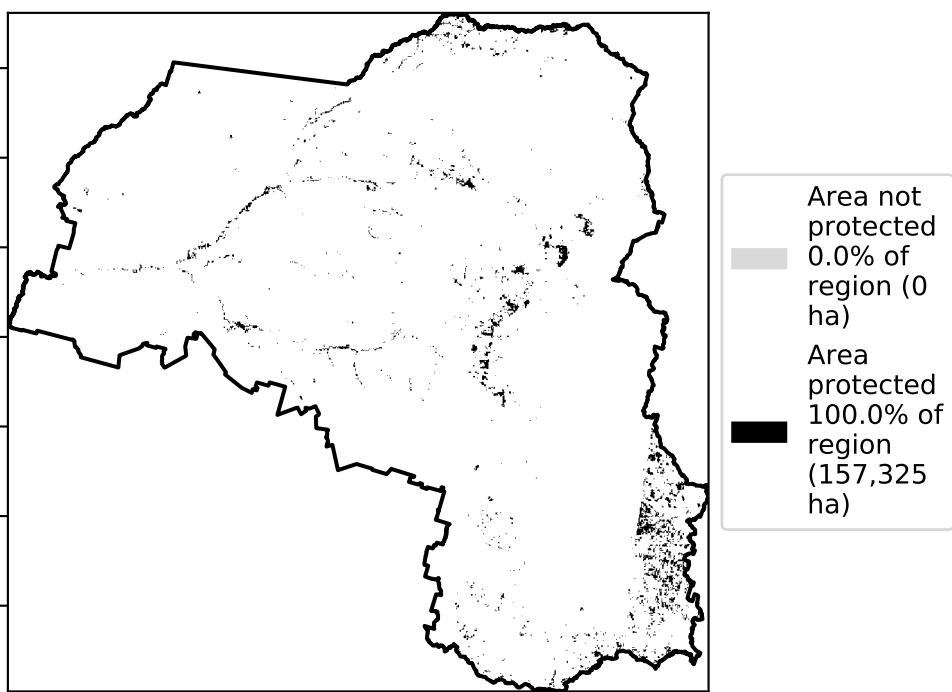 Area not
protected
0.0% of
region (0
ha)
Area
protected
100.0% of
region
(157,325
ha)